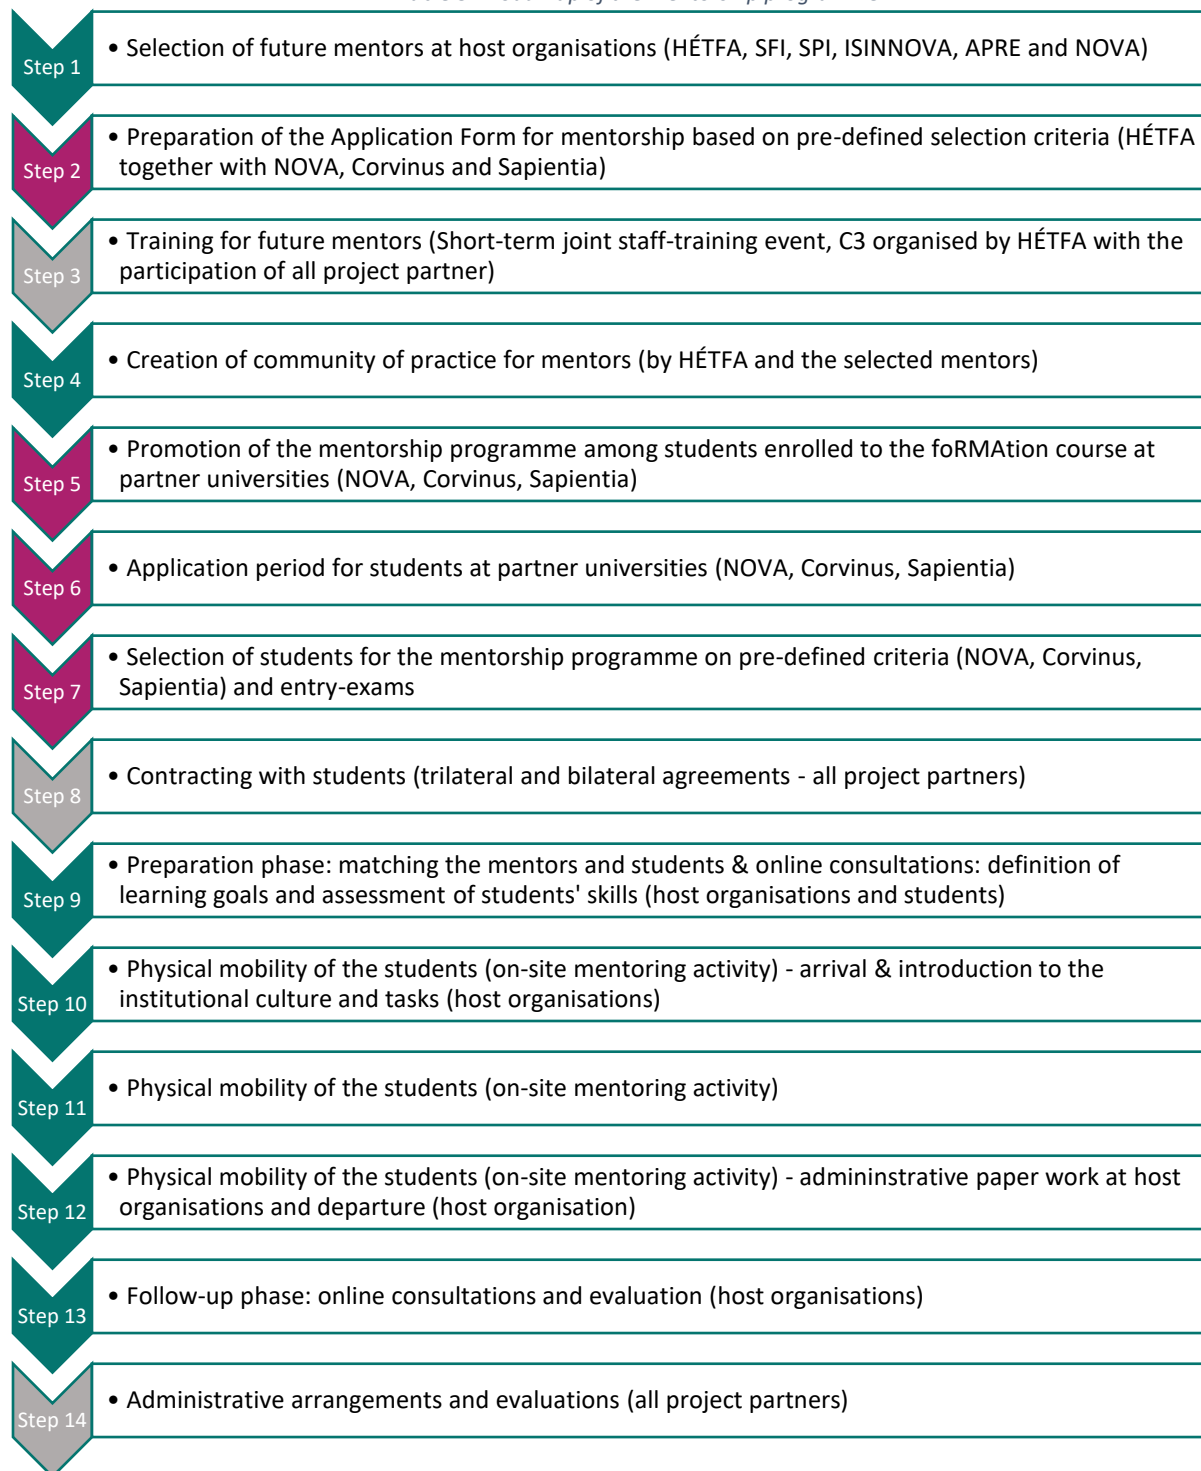 Step 1
• Selection of future mentors at host organisations (HÉTFA, SFI, SPI, ISINNOVA, APRE and NOVA)
Step 2
• Preparation of the Application Form for mentorship based on pre-defined selection criteria (HÉTFA
together with NOVA, Corvinus and Sapientia)
Step 3
• Training for future mentors (Short-term joint staff-training event, C3 organised by HÉTFA with the
participation of all project partner)
Step 4
• Creation of community of practice for mentors (by HÉTFA and the selected mentors)
Step 5
• Promotion of the mentorship programme among students enrolled to the foRMAtion course at
partner universities (NOVA, Corvinus, Sapientia)
Step 6
• Application period for students at partner universities (NOVA, Corvinus, Sapientia)
Step 7
• Selection of students for the mentorship programme on pre-defined criteria (NOVA, Corvinus,
Sapientia) and entry-exams
Step 8
• Contracting with students (trilateral and bilateral agreements - all project partners)
Step 9
• Preparation phase: matching the mentors and students & online consultations: definition of
learning goals and assessment of students' skills (host organisations and students)
Step 10
• Physical mobility of the students (on-site mentoring activity) - arrival & introduction to the
institutional culture and tasks (host organisations)
Step 11
• Physical mobility of the students (on-site mentoring activity)
Step 12
• Physical mobility of the students (on-site mentoring activity) - admininstrative paper work at host
organisations and departure (host organisation)
Step 13
• Follow-up phase: online consultations and evaluation (host organisations)
Step 14
• Administrative arrangements and evaluations (all project partners)